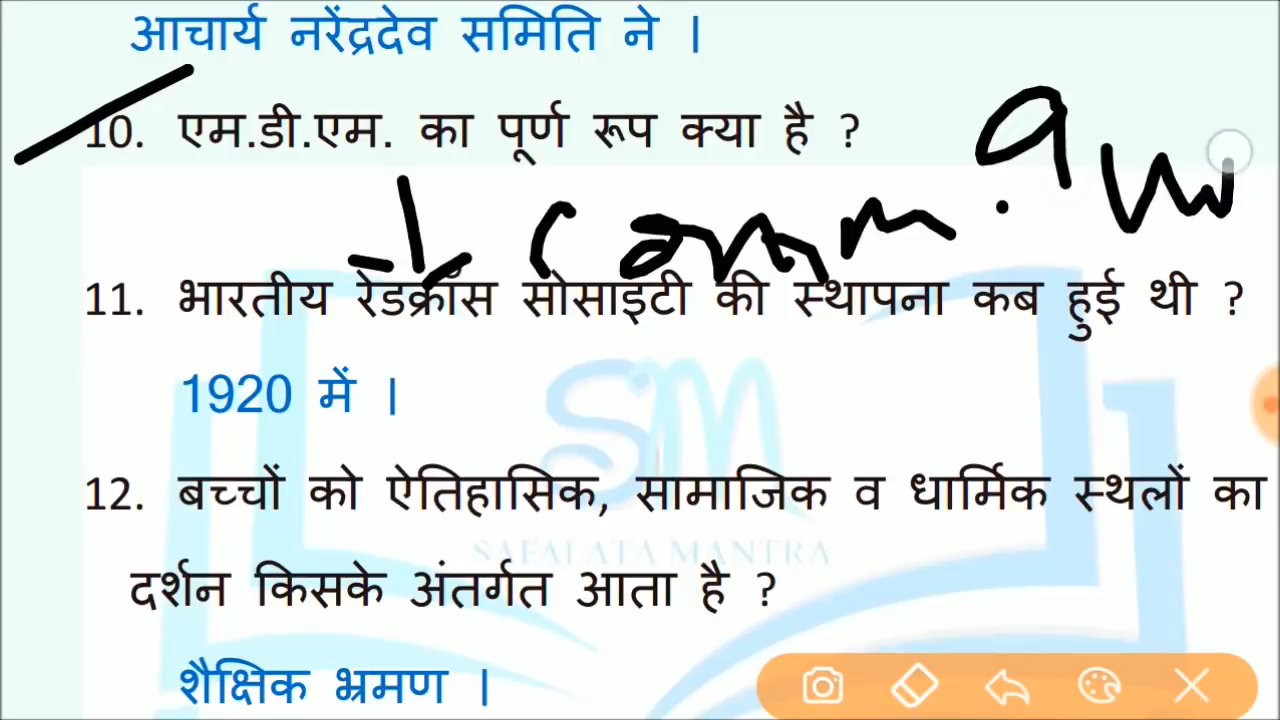 आचार्य नरेंद्रदेव समिति ने ।
10. एम.डी.एम. का पूर्ण रूप क्या है ?
11. भारतीय रेडक्रॉस सोसाइटी की स्थापना कब हुई थी ?
1920 में ।
12. बच्चों को ऐतिहासिक, सामाजिक व धार्मिक स्थलों का
दर्शन किसके अंतर्गत आता है ?
शैक्षिक भ्रमण ।
SM
SAFALATA MANTRA